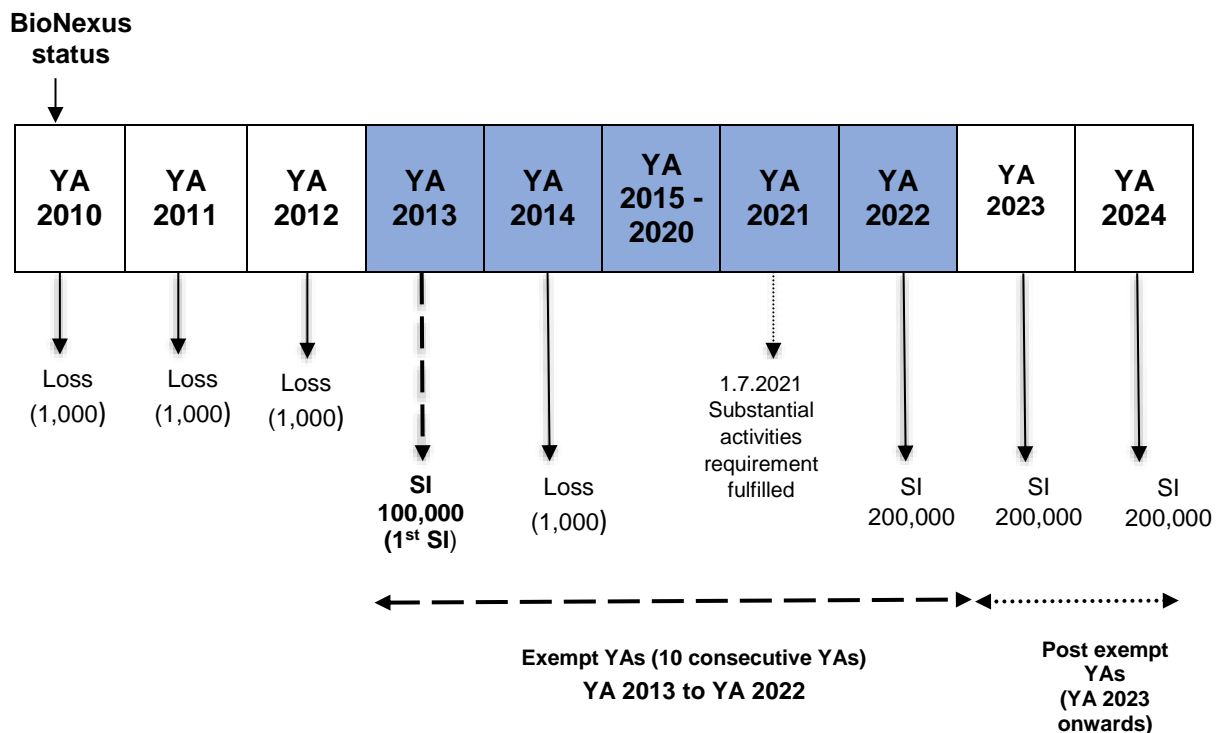 BioNexus
status
YA
2010
YA
2011
YA
2012
YA
2013
YA
2014
YA
2015 -
2020
YA
2021
YA
2022
YA
2023
YA
2024
Loss
(1,000)
Loss
(1,000)
Loss
(1,000)
SI
100,000
(1st SI)
Loss
(1,000)
1.7.2021
Substantial
activities
requirement
fulfilled
SI
200,000
SI
200,000
SI
200,000
Exempt YAs (10 consecutive YAs)
YA 2013 to YA 2022
Post exempt
YAs
(YA 2023
onwards)